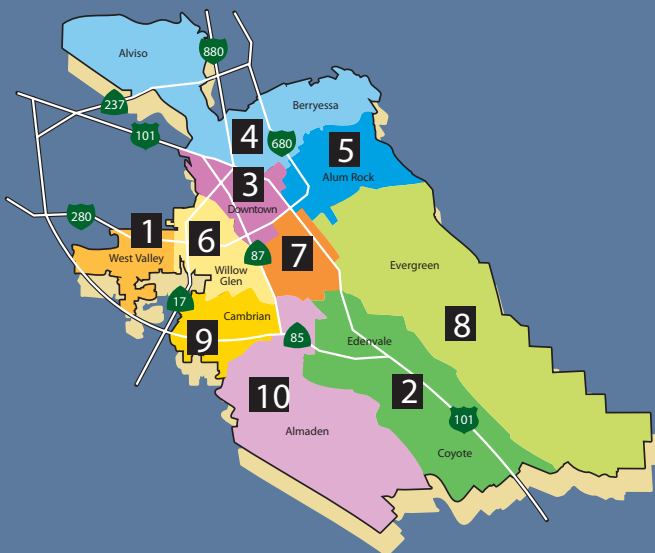 Alviso
880
237
Berryessa
101
4
680
5
Alum Rock
3
Downtown
280
1
6
7
West Valley
87
Evergreen
Willow
Glen
17
Cambrian
8
9
85
Edenvale
10
2
101
Almaden
Coyote